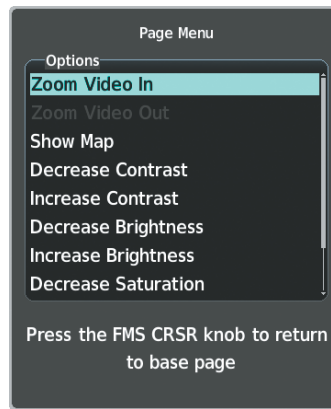 Page Menu
Options
Zoom Video In
Zoom Video Out
Show Map
Decrease Contrast
Increase Contrast
Decrease Brightness
Increase Brightness
Decrease Saturation
Press the FMS CRSR knob to return
to base page